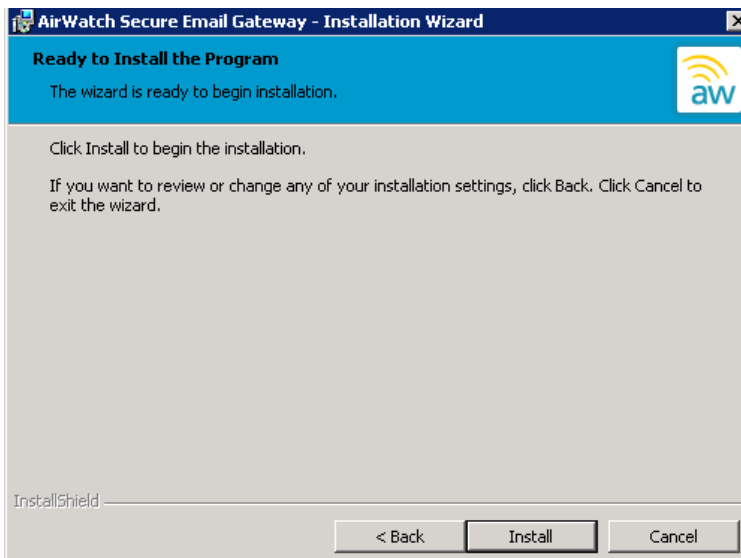 AirWatch Secure Email Gateway - Installation Wizard
Ready to Install the Program
The wizard is ready to begin installation.
aw
Click Install to begin the installation.
If you want to review or change any of your installation settings, click Back. Click Cancel to
exit the wizard.
InstallShield
< Back
Install
Cancel